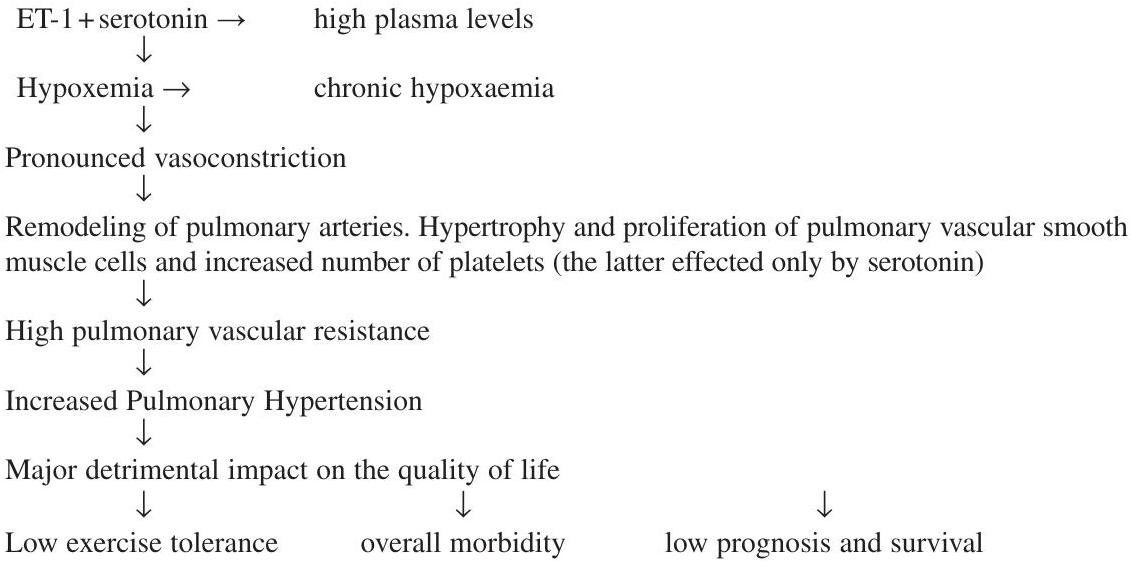 ET-1 + serotonin → high plasma levels
↓
Hypoxemia → chronic hypoxaemia
↓
Pronounced vasoconstriction
↓
Remodeling of pulmonary arteries. Hypertrophy and proliferation of pulmonary vascular smooth
muscle cells and increased number of platelets (the latter effected only by serotonin)
↓
High pulmonary vascular resistance
↓
Increased Pulmonary Hypertension
↓
Major detrimental impact on the quality of life
↓ ↓ ↓
Low exercise tolerance overall morbidity low prognosis and survival